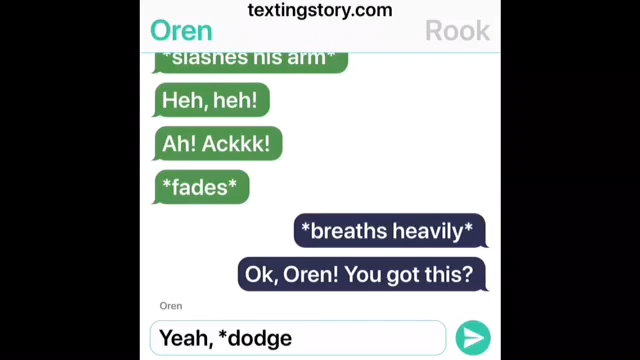 textingstory.com
Oren
Rook
*slashes his arm*
Heh, heh!
Ah! Ackkk!
*fades*
*breaths heavily*
Ok, Oren! You got this?
Oren
Yeah, *dodge